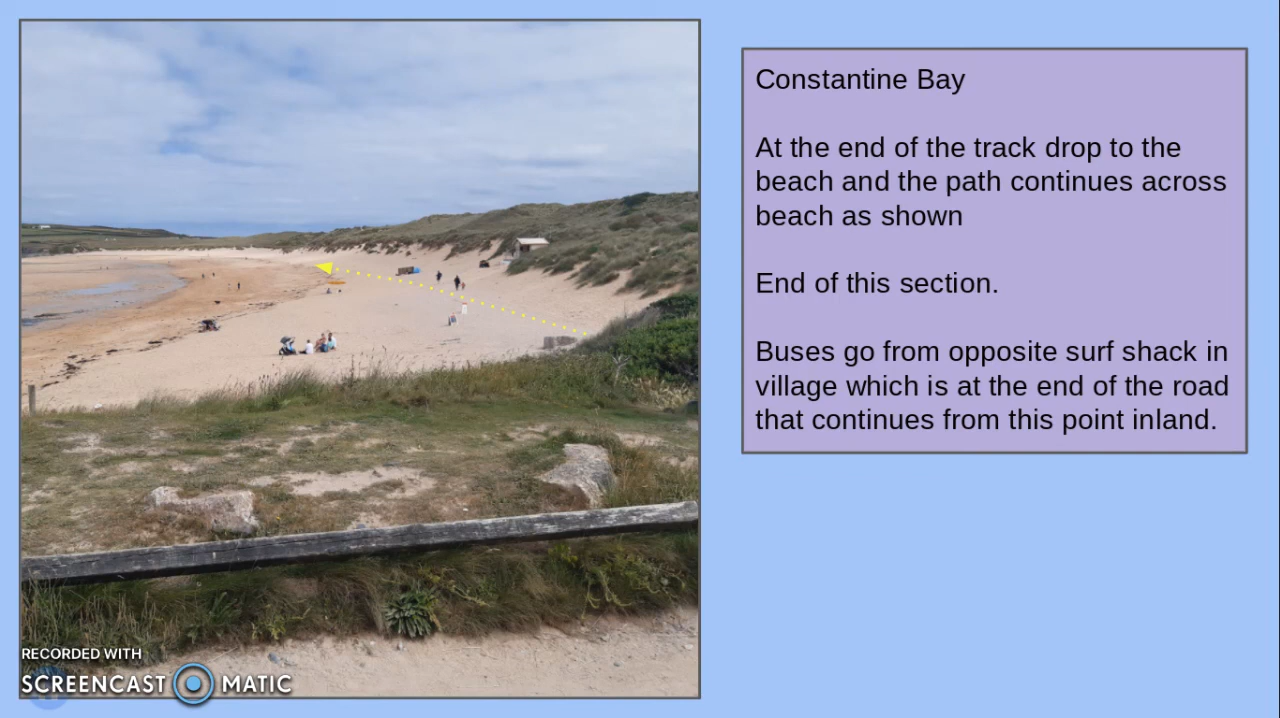 Constantine Bay
At the end of the track drop to the
beach and the path continues across
beach as shown
End of this section.
Buses go from opposite surf shack in
village which is at the end of the road
that continues from this point inland.
RECORDED WITH
SCREENCAST MATIC